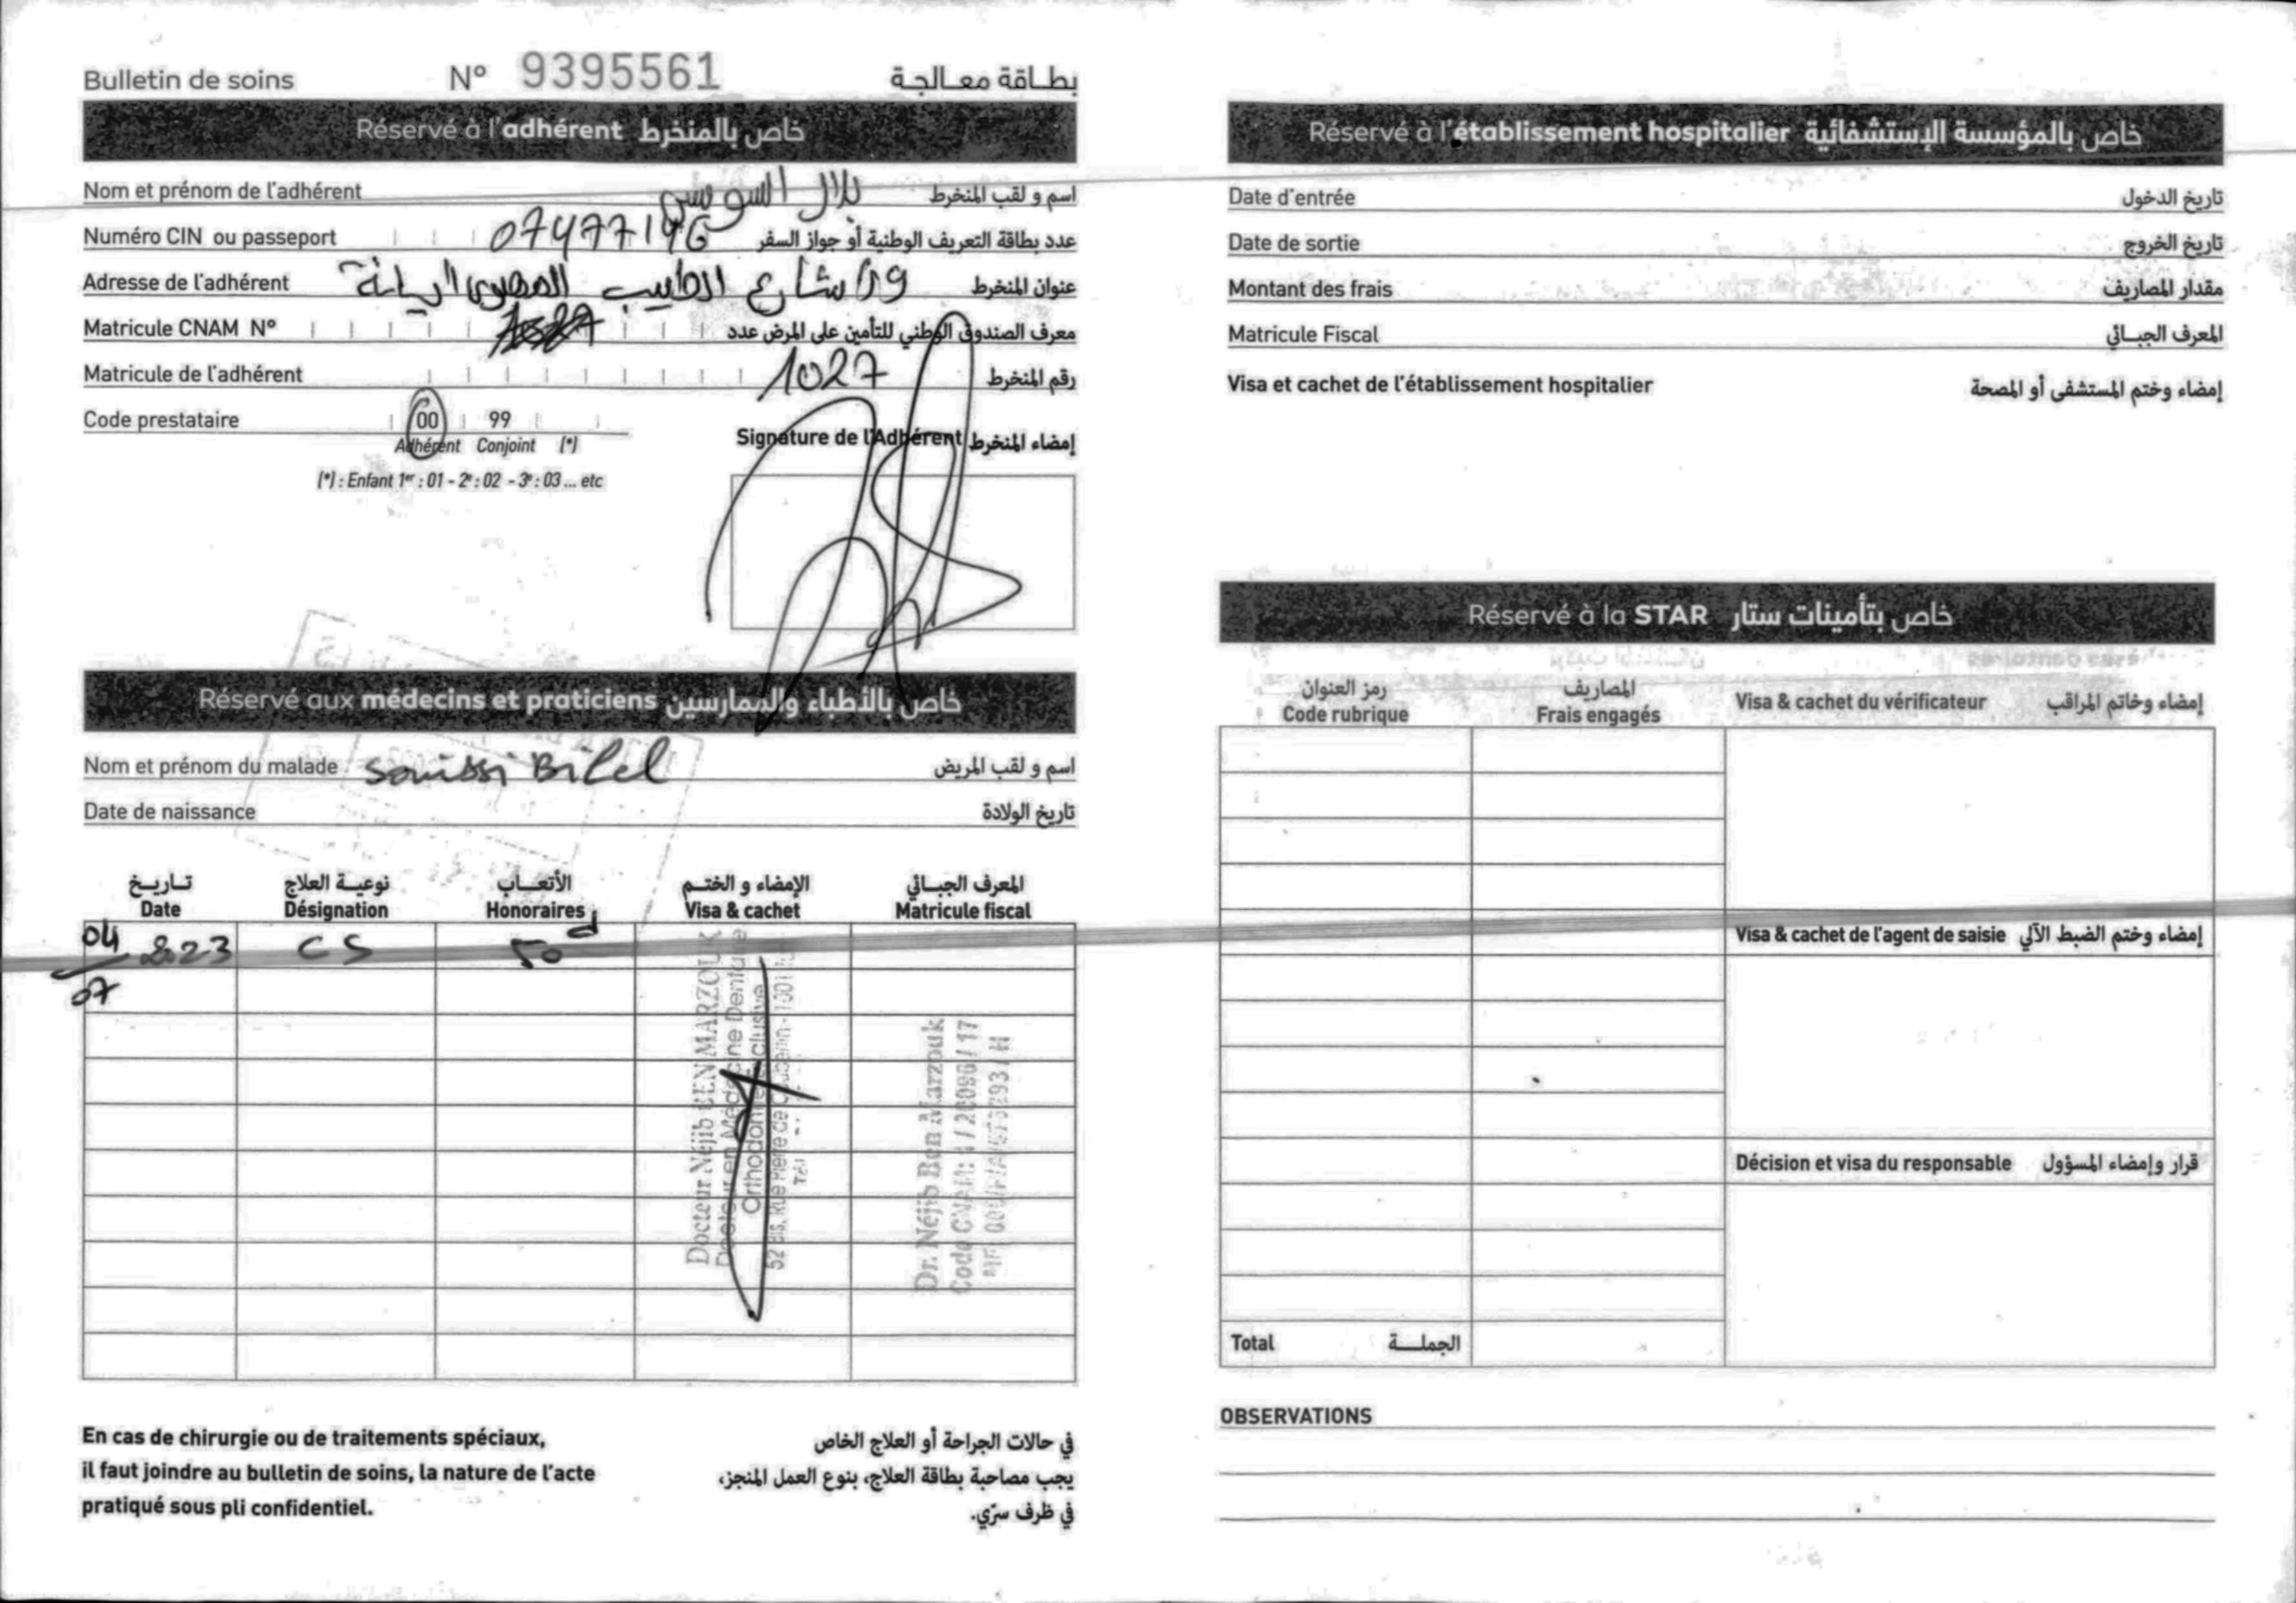 Bulletin de soins N° 9395561 بطاقة معالجة
Réservé à l'adhérent خاص بالمنخرط
Nom et prénom de l'adhérent بلال السويسي اسم و لقب المنخرط
Numéro CIN ou passeport 07477196 عدد بطاقة التعريف الوطنية أو جواز السفر
Adresse de l'adhérent شارع الطيب المهيري اريانة عنوان المنخرط
Matricule CNAM N° معرف الصندوق الوطني للتأمين على المرض عدد
Matricule de l'adhérent 1027 رقم المنخرط
Code prestataire 00 99
Adhérent Conjoint (*)
Signature de l'Adhérent إمضاء المنخرط
(*) : Enfant 1er : 01 - 2e : 02 - 3e : 03 ... etc
Réservé aux médecins et praticiens خاص بالأطباء والممارسين
Nom et prénom du malade Souissi Bilel اسم و لقب المريض
Date de naissance تاريخ الولادة
تاريخ نوعية العلاج الأتعاب الإمضاء و الختم المعرف الجبائي
Date Désignation Honoraires Visa & cachet Matricule fiscal
04/07 2023 CS 50d
Docteur Néjib BEN MARZOUK
Docteur en Médecine Dentaire
Orthodontie Exclusive
52 Bis, Rue Pierre de Coubertin - 1001
Tél
Dr. Néjib Ben Marzouk
Code CNAM:
En cas de chirurgie ou de traitements spéciaux,
il faut joindre au bulletin de soins, la nature de l'acte
pratiqué sous pli confidentiel.
في حالات الجراحة أو العلاج الخاص
يجب مصاحبة بطاقة العلاج، بنوع العمل المنجز،
في ظرف سرّي.
Réservé à l'établissement hospitalier خاص بالمؤسسة الإستشفائية
Date d'entrée تاريخ الدخول
Date de sortie تاريخ الخروج
Montant des frais مقدار المصاريف
Matricule Fiscal المعرف الجبائي
Visa et cachet de l'établissement hospitalier إمضاء وختم المستشفى أو المصحة
Réservé à la STAR خاص بتأمينات ستار
رمز العنوان المصاريف
Code rubrique Frais engagés Visa & cachet du vérificateur إمضاء وخاتم المراقب
Visa & cachet de l'agent de saisie إمضاء وختم الضبط الآلي
Décision et visa du responsable قرار وإمضاء المسؤول
Total الجملة
OBSERVATIONS